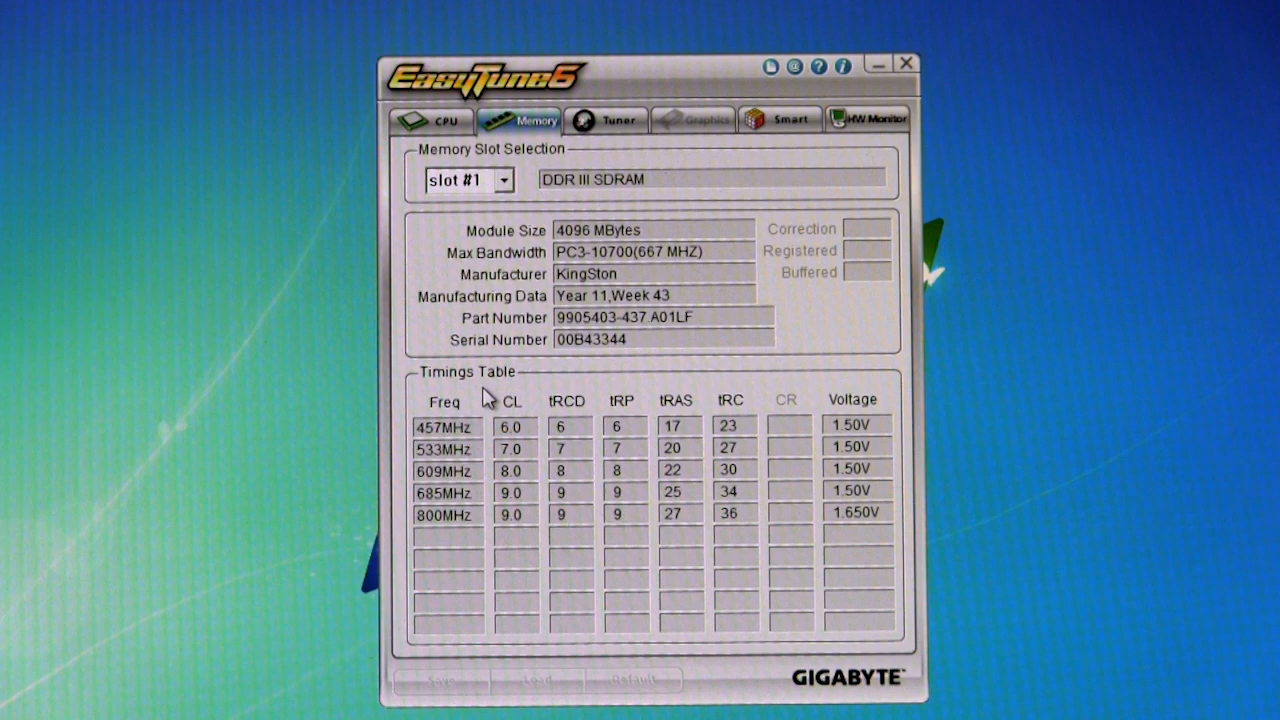 EasyTune6
CPU Memory Tuner Graphics Smart HW Monitor
Memory Slot Selection
slot #1 DDR III SDRAM
Module Size 4096 MBytes Correction
Max Bandwidth PC3-10700(667 MHZ) Registered
Manufacturer KingSton Buffered
Manufacturing Data Year 11,Week 43
Part Number 9905403-437.A01LF
Serial Number 00B43344
Timings Table
Freq CL tRCD tRP tRAS tRC CR Voltage
457MHz 6.0 6 6 17 23 1.50V
533MHz 7.0 7 7 20 27 1.50V
609MHz 8.0 8 8 22 30 1.50V
685MHz 9.0 9 9 25 34 1.50V
800MHz 9.0 9 9 27 36 1.650V
Save Load Default
GIGABYTE